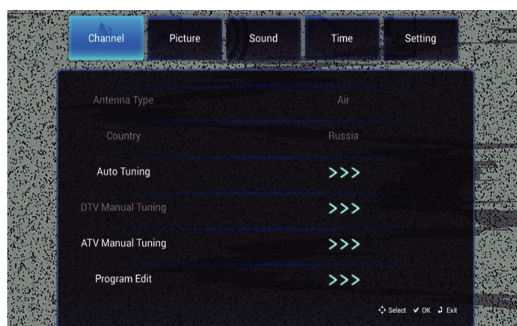 Channel Picture Sound Time Setting
Antenna Type Air
Country Russia
Auto Tuning >>>
DTV Manual Tuning >>>
ATV Manual Tuning >>>
Program Edit >>>
Select OK Exit